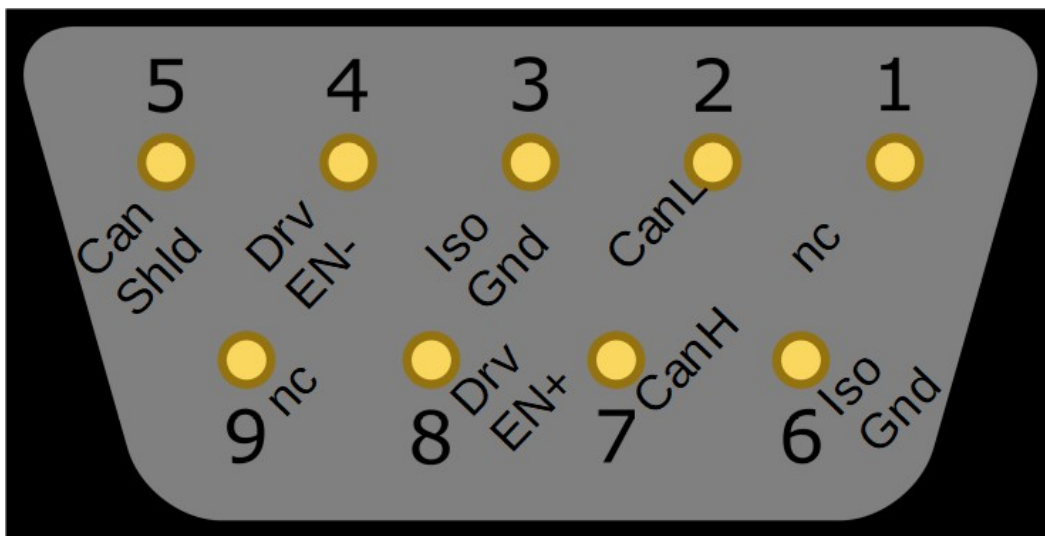 5 4 3 2 1
Can
Shld
Drv
EN-
Iso
Gnd
CanL
nc
nc
Drv
EN+
CanH
Iso
Gnd
9 8 7 6